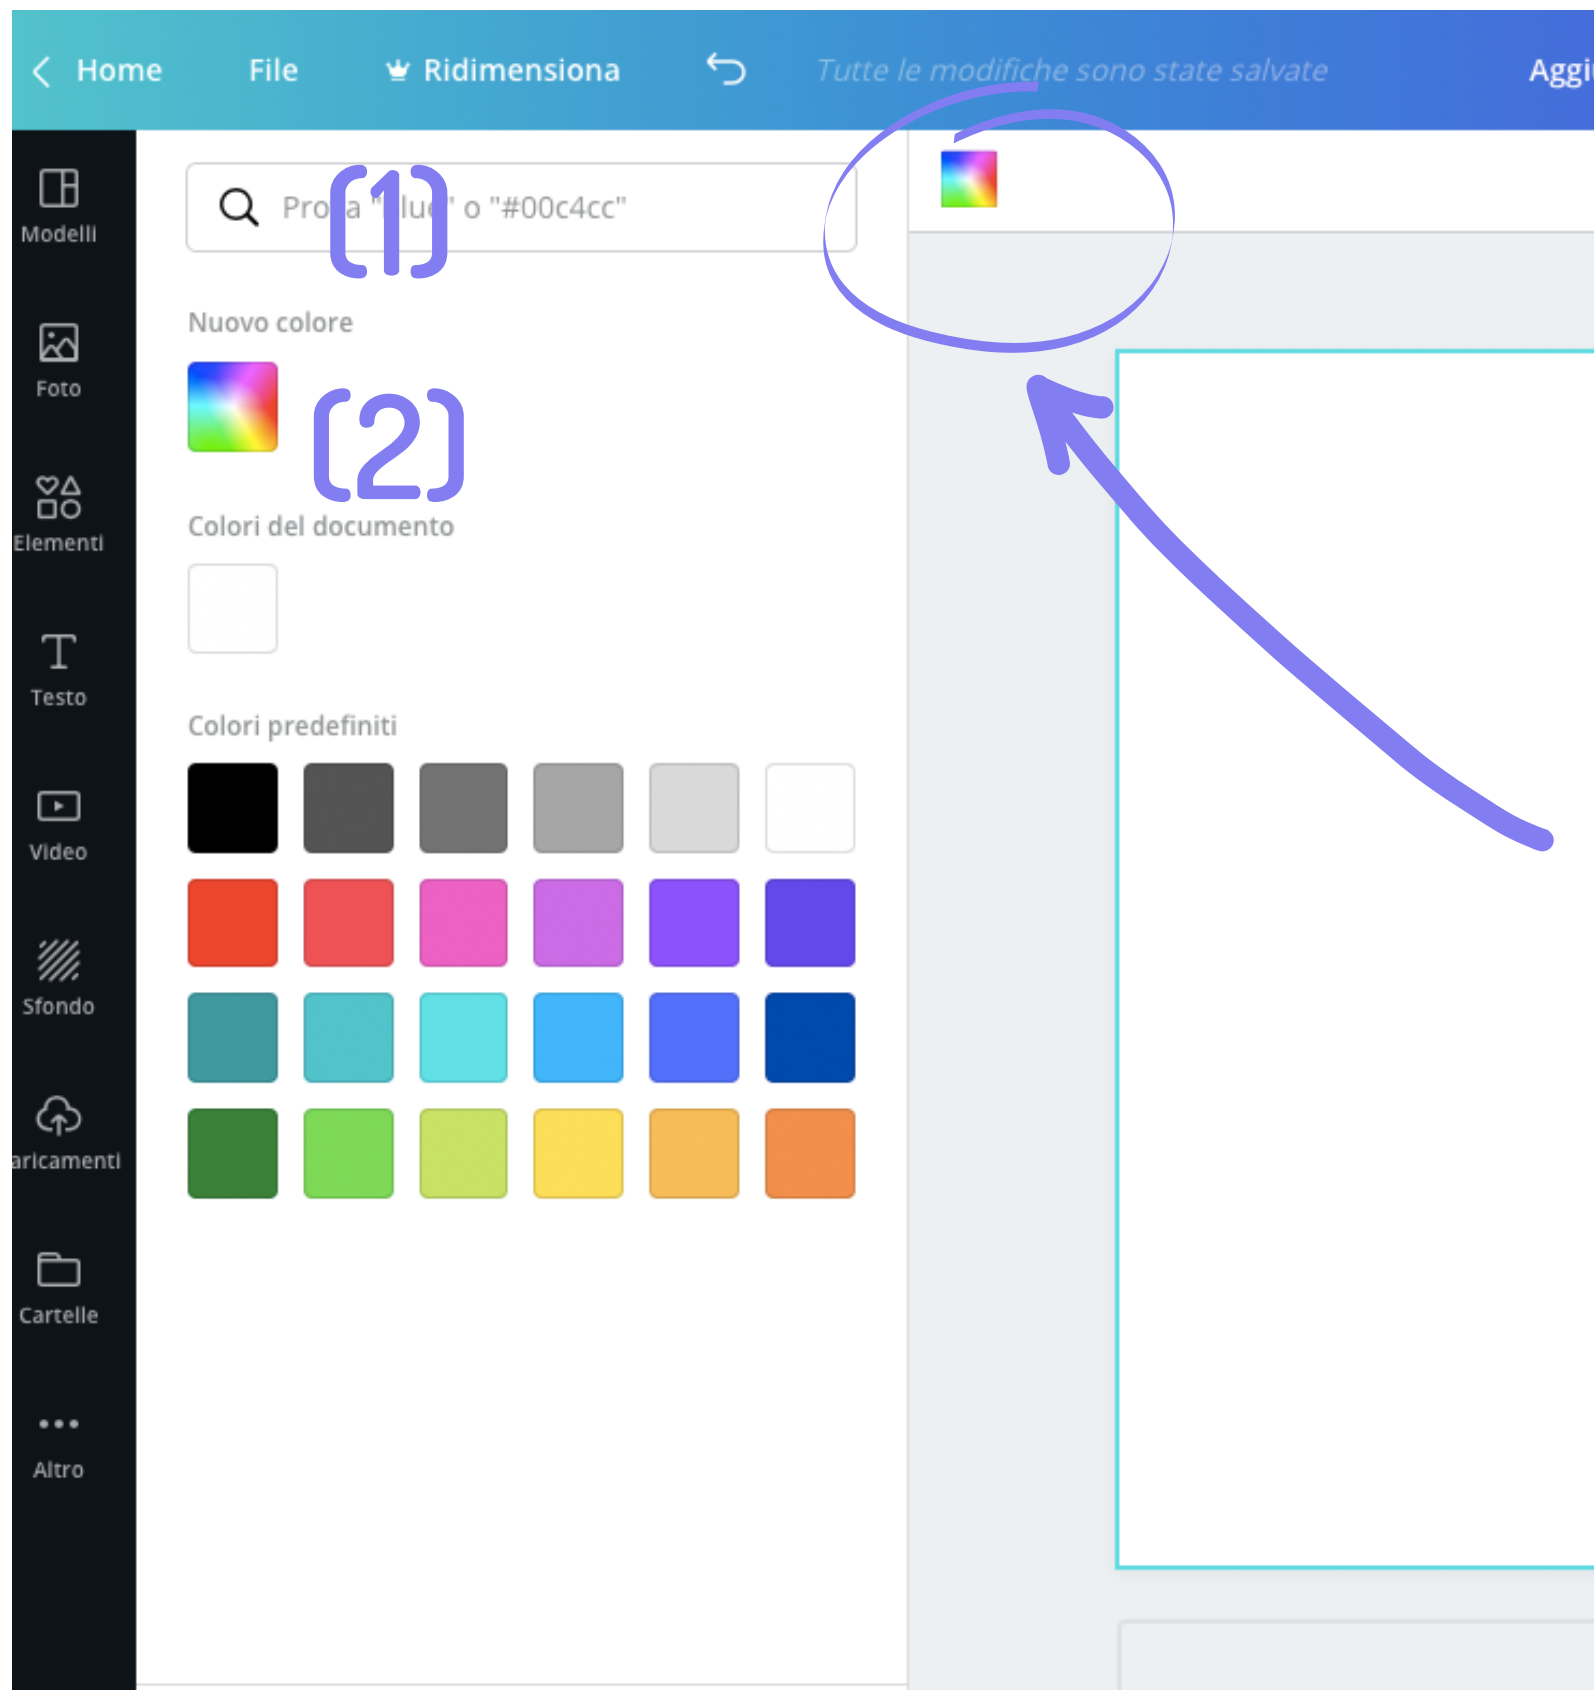 Home File Ridimensiona Tutte le modifiche sono state salvate
Modelli
Foto
Elementi
Testo
Video
Sfondo
aricamenti
Cartelle
Altro
(1)
o "#00c4cc"
Nuovo colore
(2)
Colori del documento
Colori predefiniti